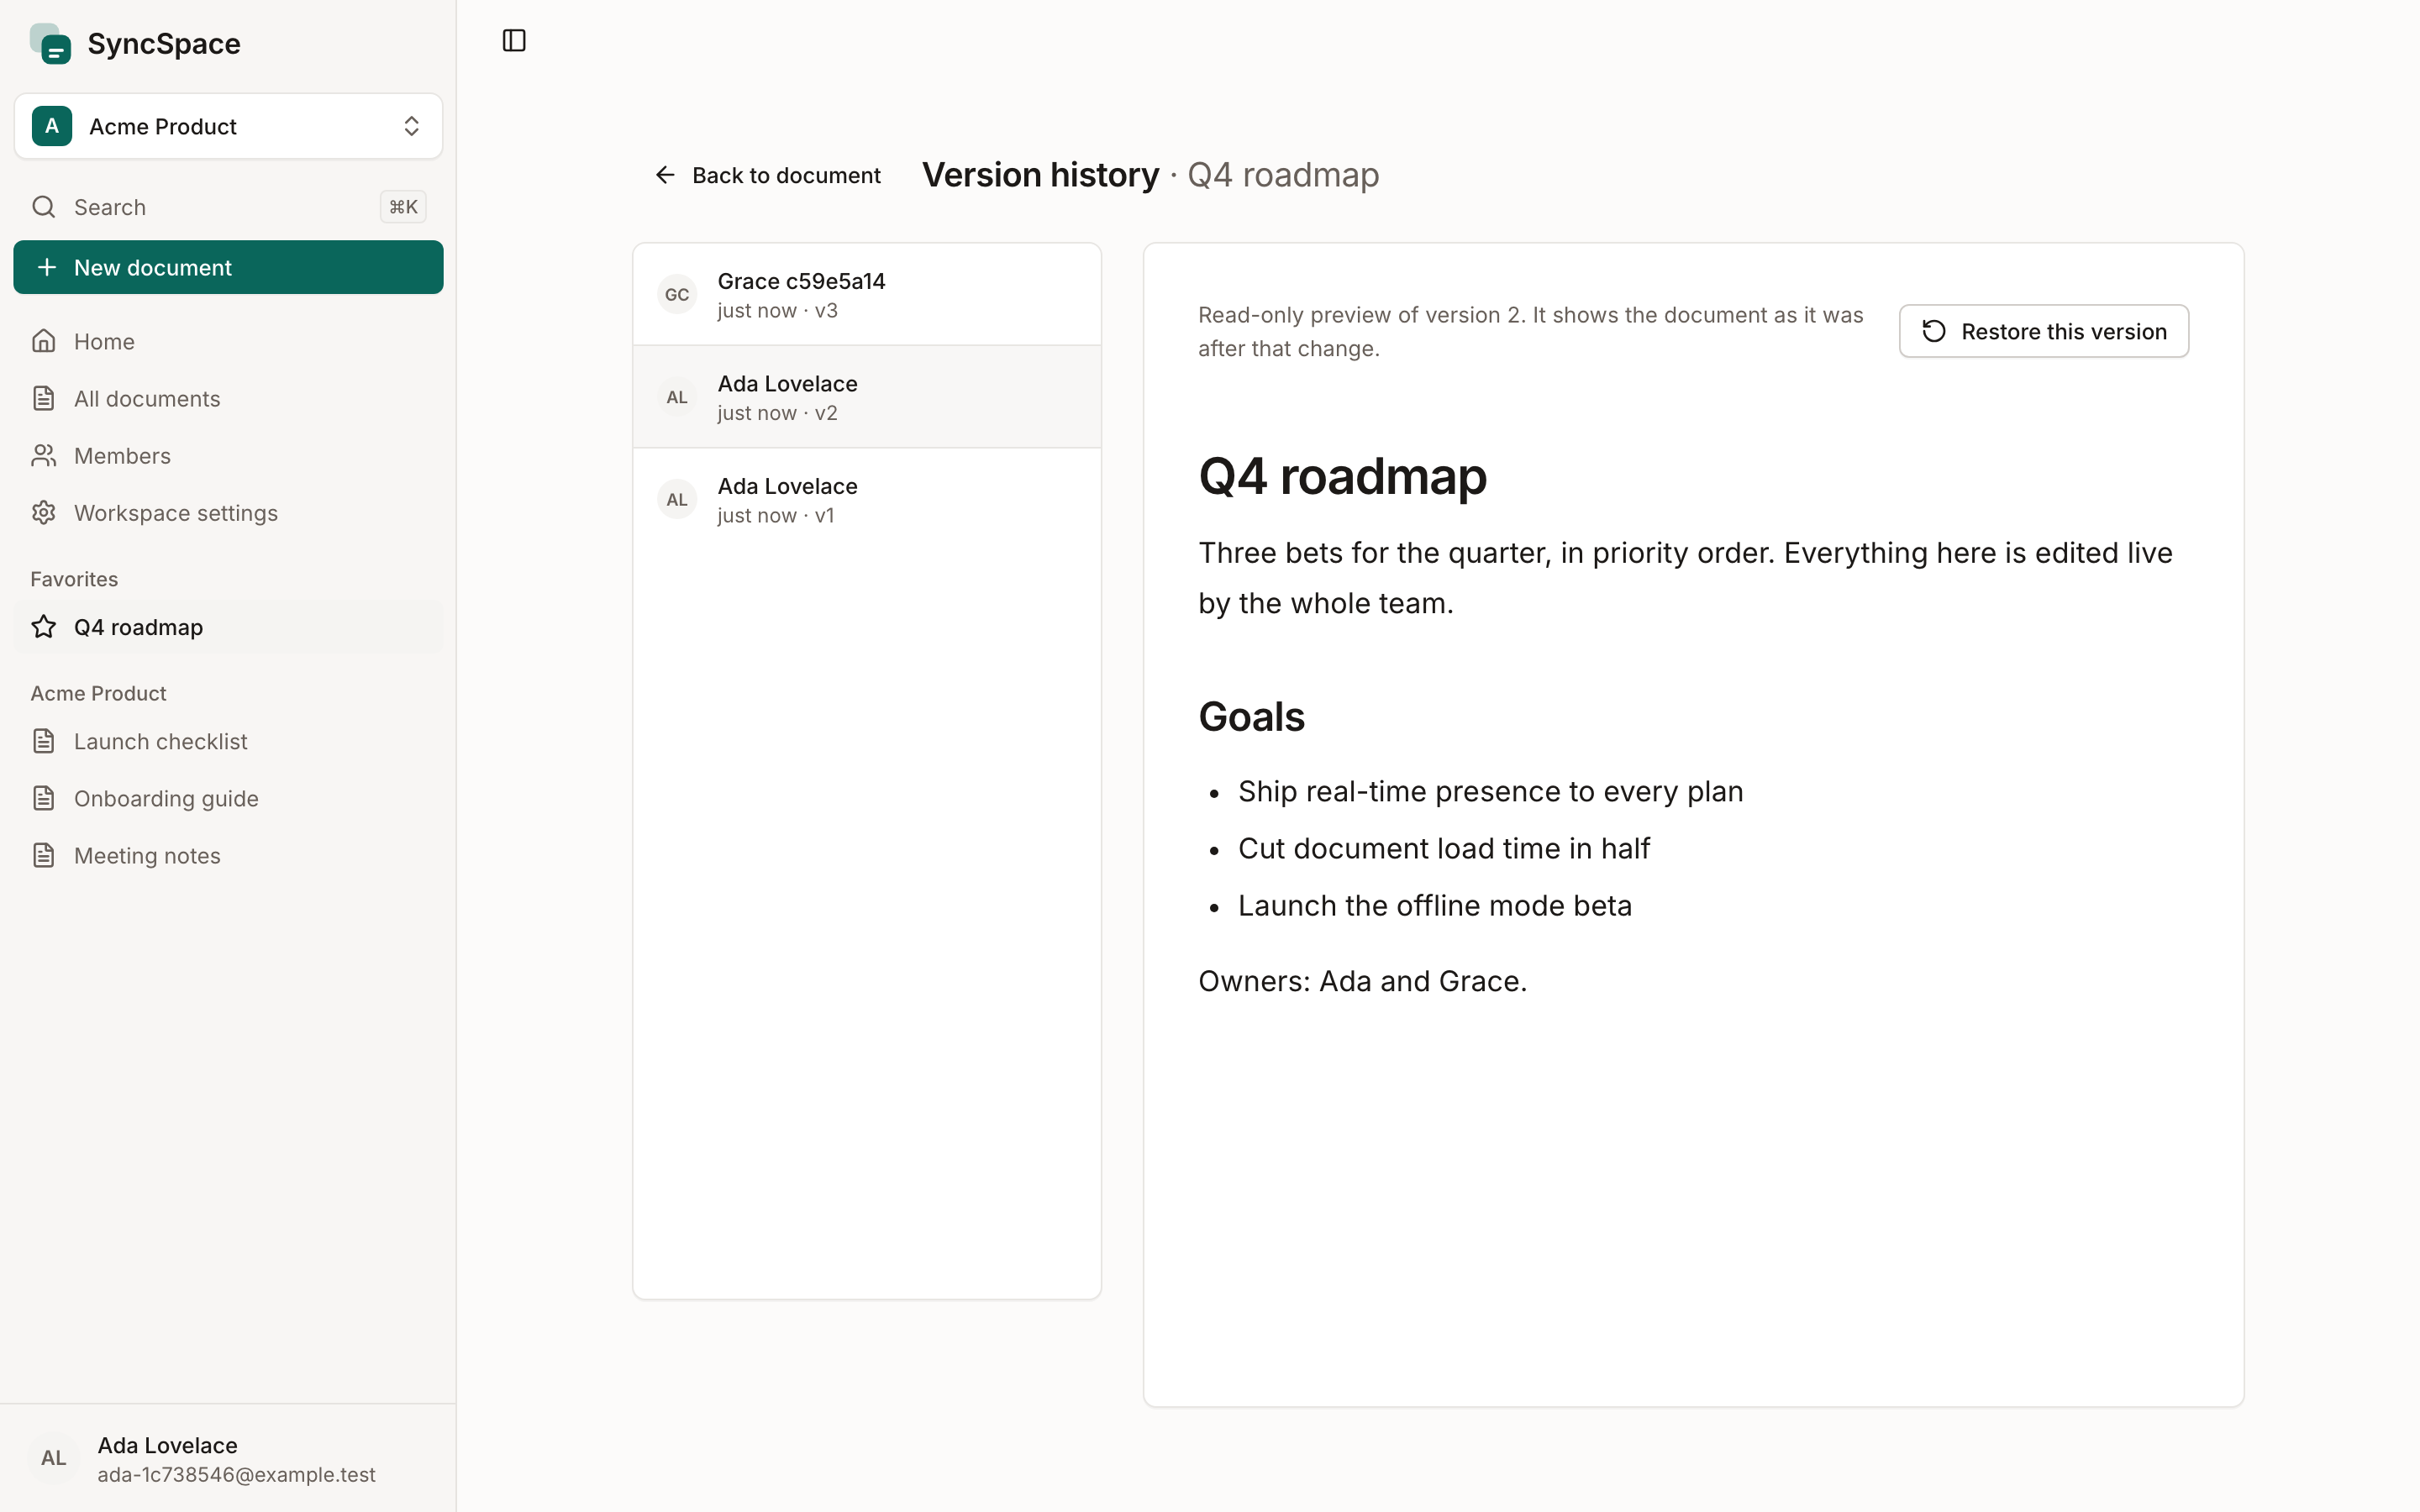 SyncSpace
A Acme Product
Search ⌘K
New document
Home
All documents
Members
Workspace settings
Favorites
Q4 roadmap
Acme Product
Launch checklist
Onboarding guide
Meeting notes
AL Ada Lovelace
ada-1c738546@example.test
Back to document
Version history · Q4 roadmap
GC Grace c59e5a14
just now · v3
AL Ada Lovelace
just now · v2
AL Ada Lovelace
just now · v1
Read-only preview of version 2. It shows the document as it was
after that change.
Restore this version
Q4 roadmap
Three bets for the quarter, in priority order. Everything here is edited live
by the whole team.
Goals
• Ship real-time presence to every plan
• Cut document load time in half
• Launch the offline mode beta
Owners: Ada and Grace.